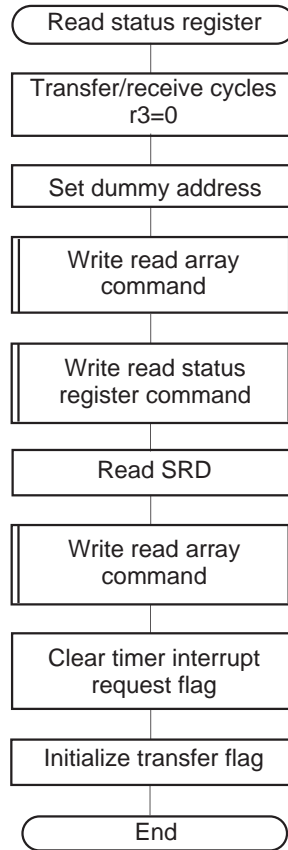 Read status register
Transfer/receive cycles
r3=0
Set dummy address
Write read array
command
Write read status
register command
Read SRD
Write read array
command
Clear timer interrupt
request flag
Initialize transfer flag
End